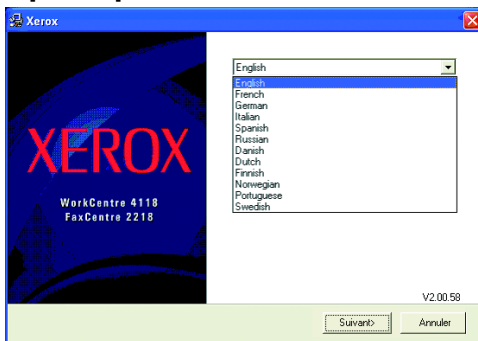 Xerox
XEROX
WorkCentre 4118
FaxCentre 2218
English
English
French
German
Italian
Spanish
Russian
Danish
Dutch
Finnish
Norwegian
Portuguese
Swedish
V2.00.58
Suivant>
Annuler